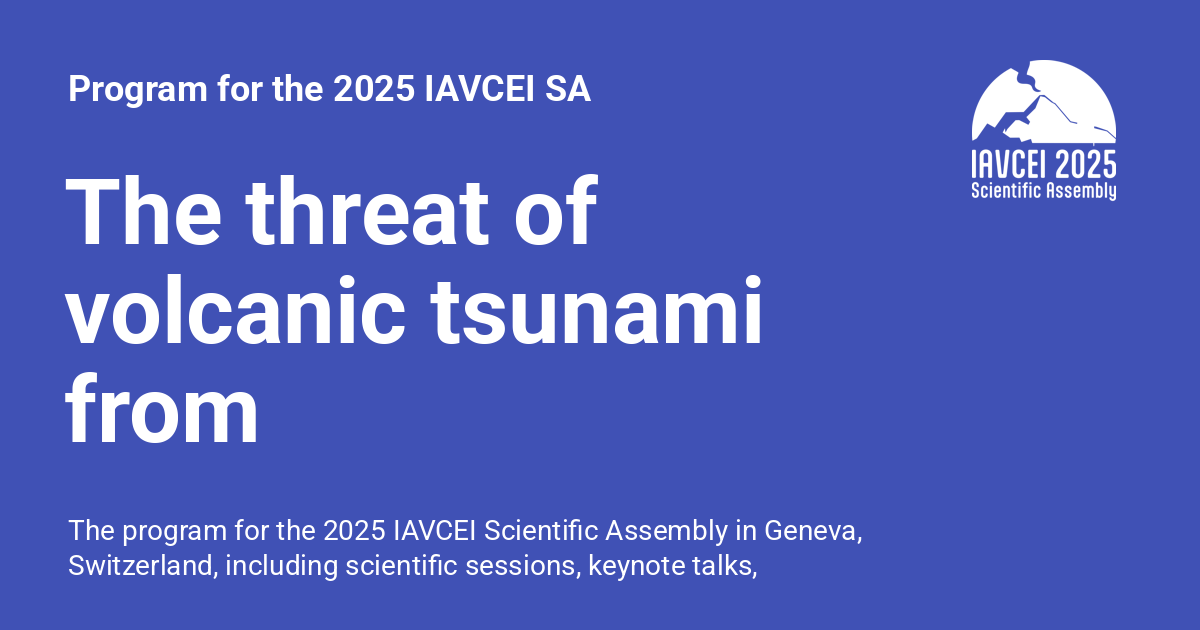 Program for the 2025 IAVCEI SA
IAVCEI 2025
Scientific Assembly
The threat of
volcanic tsunami
from
The program for the 2025 IAVCEI Scientific Assembly in Geneva,
Switzerland, including scientific sessions, keynote talks,